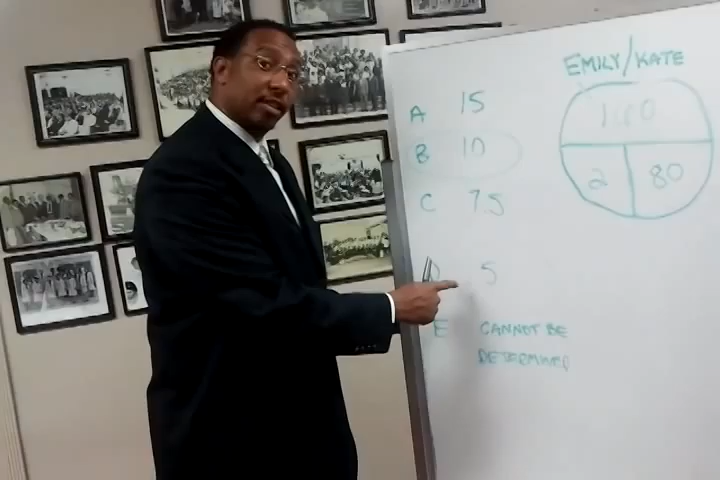 EMILY/KATE
A 15
B 10
C 7.5
D 5
E CANNOT BE
DETERMINED
160
2 80